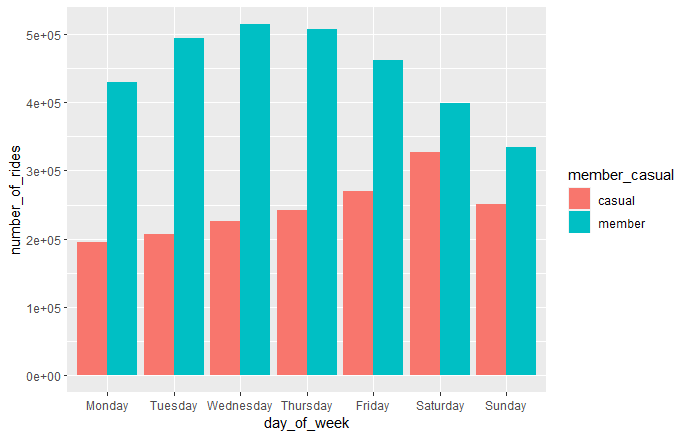 5e+05
4e+05
3e+05
2e+05
1e+05
0e+00
number_of_rides
Monday Tuesday Wednesday Thursday Friday Saturday Sunday
day_of_week
member_casual
casual
member